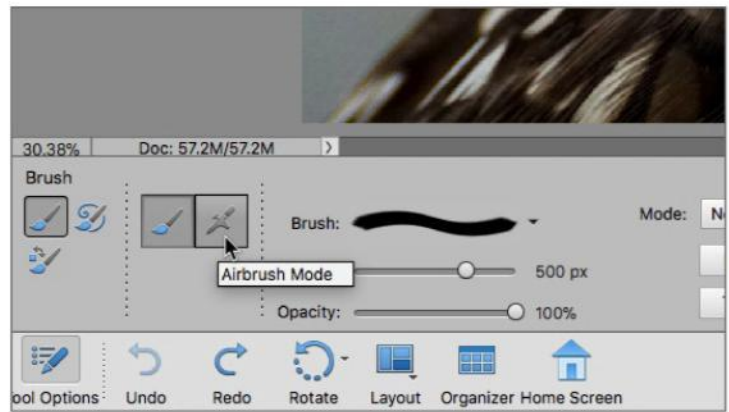 30.38% Doc: 57.2M/57.2M
Brush
Brush: Mode:
Airbrush Mode 500 px
Opacity: 100%
ool Options Undo Redo Rotate Layout Organizer Home Screen